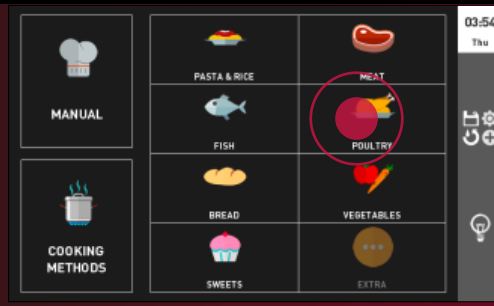 03:54
Thu
MANUAL
COOKING
METHODS
PASTA & RICE
MEAT
FISH
POULTRY
BREAD
VEGETABLES
SWEETS
EXTRA